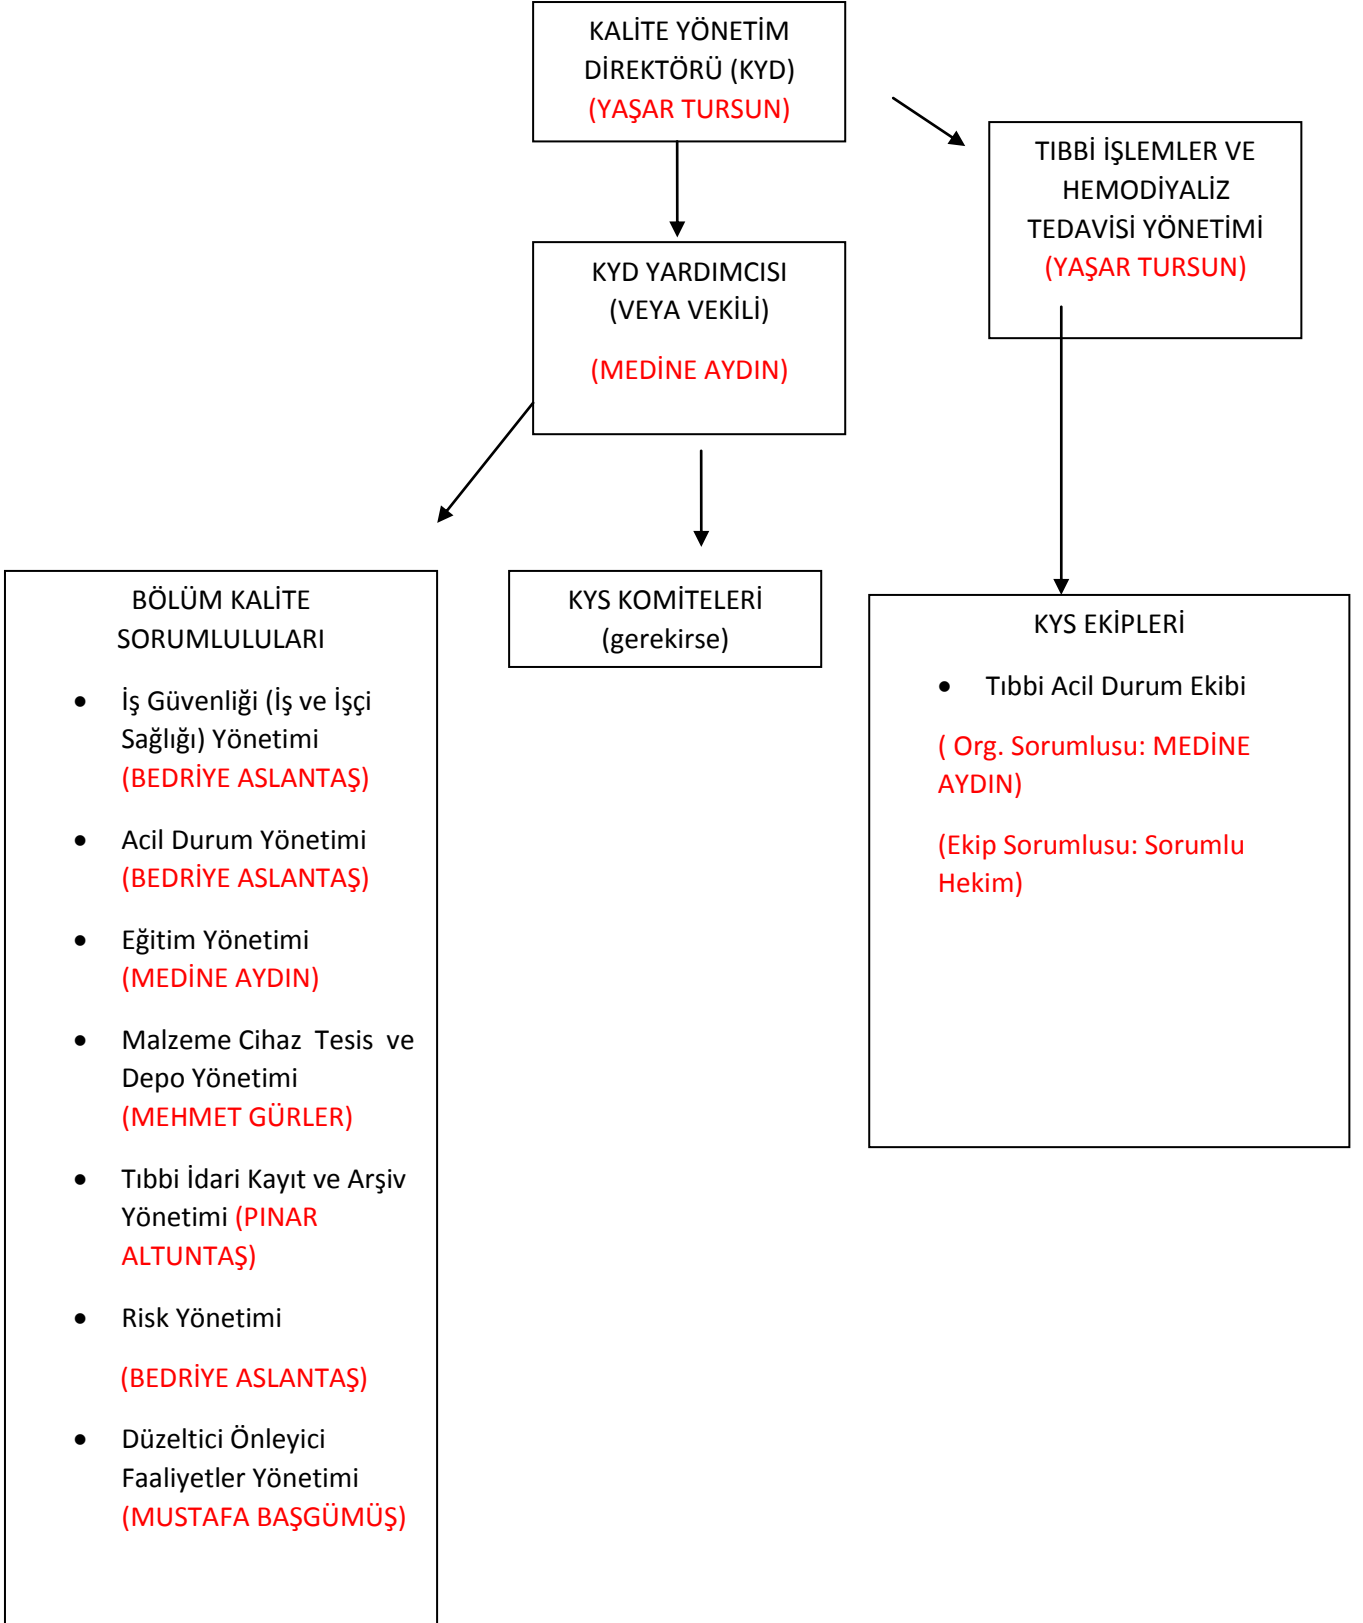 KALİTE YÖNETİM
DİREKTÖRÜ (KYD)
(YAŞAR TURSUN)
TIBBİ İŞLEMLER VE
HEMODİYALİZ
TEDAVİSİ YÖNETİMİ
(YAŞAR TURSUN)
KYD YARDIMCISI
(VEYA VEKİLİ)
(MEDİNE AYDIN)
BÖLÜM KALİTE
SORUMLULULARI
• İş Güvenliği (İş ve İşçi
Sağlığı) Yönetimi
(BEDRİYE ASLANTAŞ)
• Acil Durum Yönetimi
(BEDRİYE ASLANTAŞ)
• Eğitim Yönetimi
(MEDİNE AYDIN)
• Malzeme Cihaz Tesis ve
Depo Yönetimi
(MEHMET GÜRLER)
• Tıbbi İdari Kayıt ve Arşiv
Yönetimi (PINAR
ALTUNTAŞ)
• Risk Yönetimi
(BEDRİYE ASLANTAŞ)
• Düzeltici Önleyici
Faaliyetler Yönetimi
(MUSTAFA BAŞGÜMÜŞ)
KYS KOMİTELERİ
(gerekirse)
KYS EKİPLERİ
• Tıbbi Acil Durum Ekibi
( Org. Sorumlusu: MEDİNE
AYDIN)
(Ekip Sorumlusu: Sorumlu
Hekim)